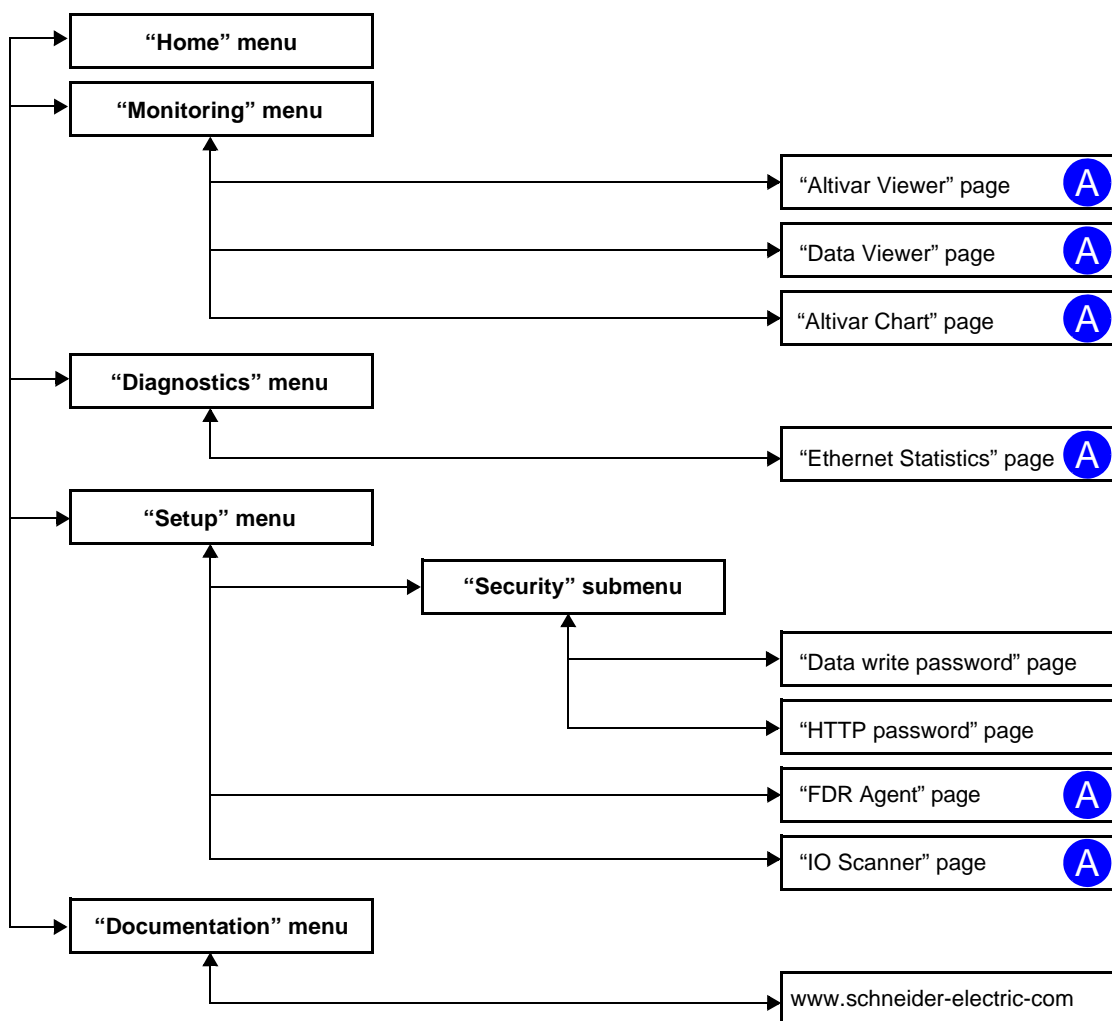 “Home” menu
“Monitoring” menu
“Altivar Viewer” page A
“Data Viewer” page A
“Altivar Chart” page A
“Diagnostics” menu
“Ethernet Statistics” page A
“Setup” menu
“Security” submenu
“Data write password” page
“HTTP password” page
“FDR Agent” page A
“IO Scanner” page A
“Documentation” menu
www.schneider-electric-com